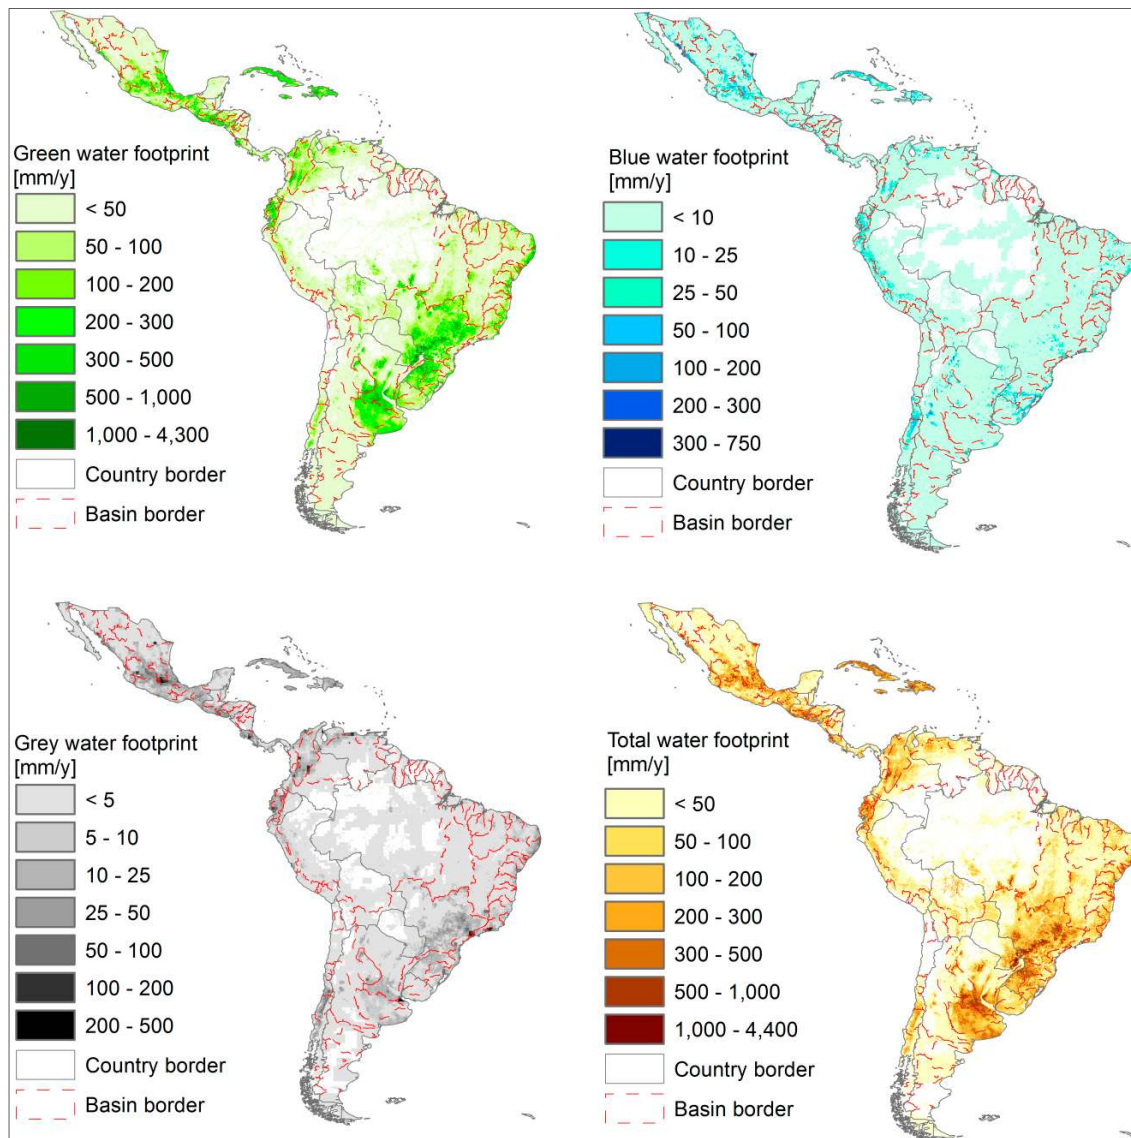 Green water footprint
[mm/y]
< 50
50 - 100
100 - 200
200 - 300
300 - 500
500 - 1,000
1,000 - 4,300
Country border
Basin border
Blue water footprint
[mm/y]
< 10
10 - 25
25 - 50
50 - 100
100 - 200
200 - 300
300 - 750
Country border
Basin border
Grey water footprint
[mm/y]
< 5
5 - 10
10 - 25
25 - 50
50 - 100
100 - 200
200 - 500
Country border
Basin border
Total water footprint
[mm/y]
< 50
50 - 100
100 - 200
200 - 300
300 - 500
500 - 1,000
1,000 - 4,400
Country border
Basin border